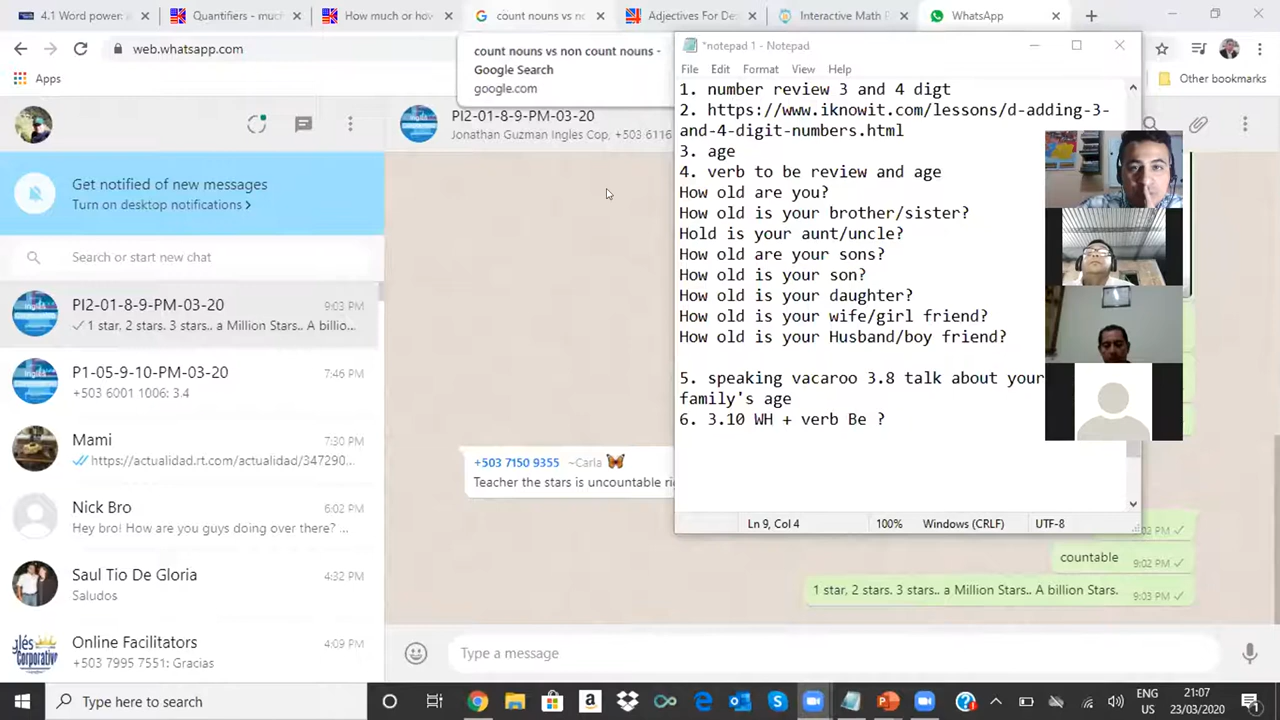 4.1 Word power:
Quantifiers - much
How much or how
count nouns vs no
Adjectives For De
Interactive Math P
WhatsApp
web.whatsapp.com
count nouns vs non count nouns -
Google Search
google.com
Apps
Other bookmarks
*notepad 1 - Notepad
File Edit Format View Help
1. number review 3 and 4 digt
2. https://www.iknowit.com/lessons/d-adding-3-
and-4-digit-numbers.html
3. age
4. verb to be review and age
How old are you?
How old is your brother/sister?
Hold is your aunt/uncle?
How old are your sons?
How old is your son?
How old is your daughter?
How old is your wife/girl friend?
How old is your Husband/boy friend?
5. speaking vacaroo 3.8 talk about your
family's age
6. 3.10 WH + verb Be ?
Ln 9, Col 4 100% Windows (CRLF) UTF-8
PI2-01-8-9-PM-03-20
Jonathan Guzman Ingles Cop, +503 6116
Get notified of new messages
Turn on desktop notifications >
Search or start new chat
PI2-01-8-9-PM-03-20 9:03 PM
1 star, 2 stars. 3 stars.. a Million Stars.. A billio...
P1-05-9-10-PM-03-20 7:46 PM
+503 6001 1006: 3.4
Mami 7:30 PM
https://actualidad.rt.com/actualidad/347290...
Nick Bro 6:02 PM
Hey bro! How are you guys doing over there? ...
Saul Tio De Gloria 4:32 PM
Saludos
Online Facilitators 4:09 PM
+503 7995 7551: Gracias
+503 7150 9355 ~Carla
Teacher the stars is uncountable ri
:03 PM
countable 9:02 PM
1 star, 2 stars. 3 stars.. a Million Stars.. A billion Stars. 9:03 PM
Type a message
Type here to search
ENG
US
21:07
23/03/2020